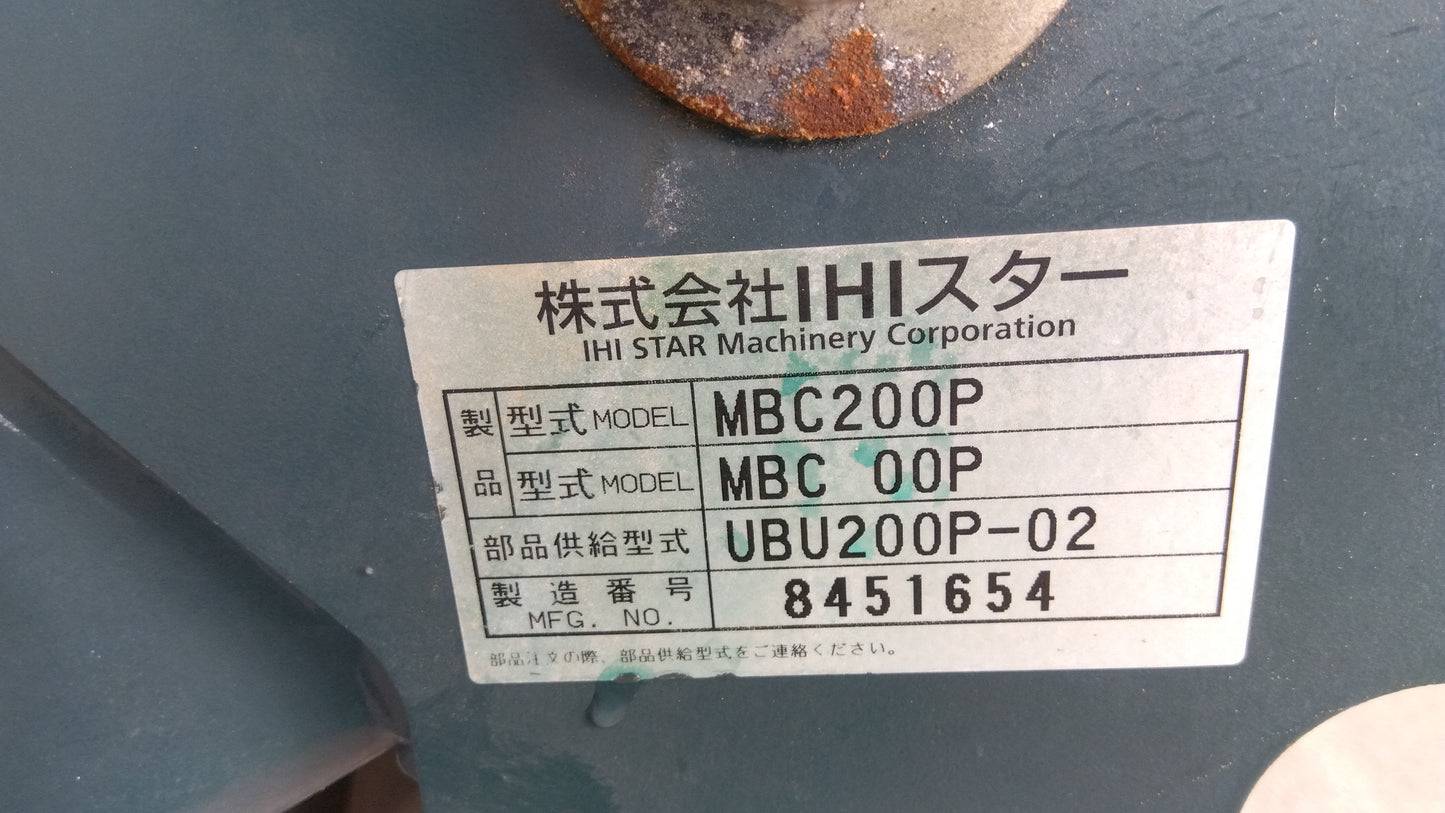 株式会社IHIスター
IHI STAR Machinery Corporation
製品 型式 MODEL MBC200P
型式 MODEL MBC 00P
部品供給型式 UBU200P-02
製造番号 MFG. NO. 8451654
部品注文の際、部品供給型式をご連絡ください。